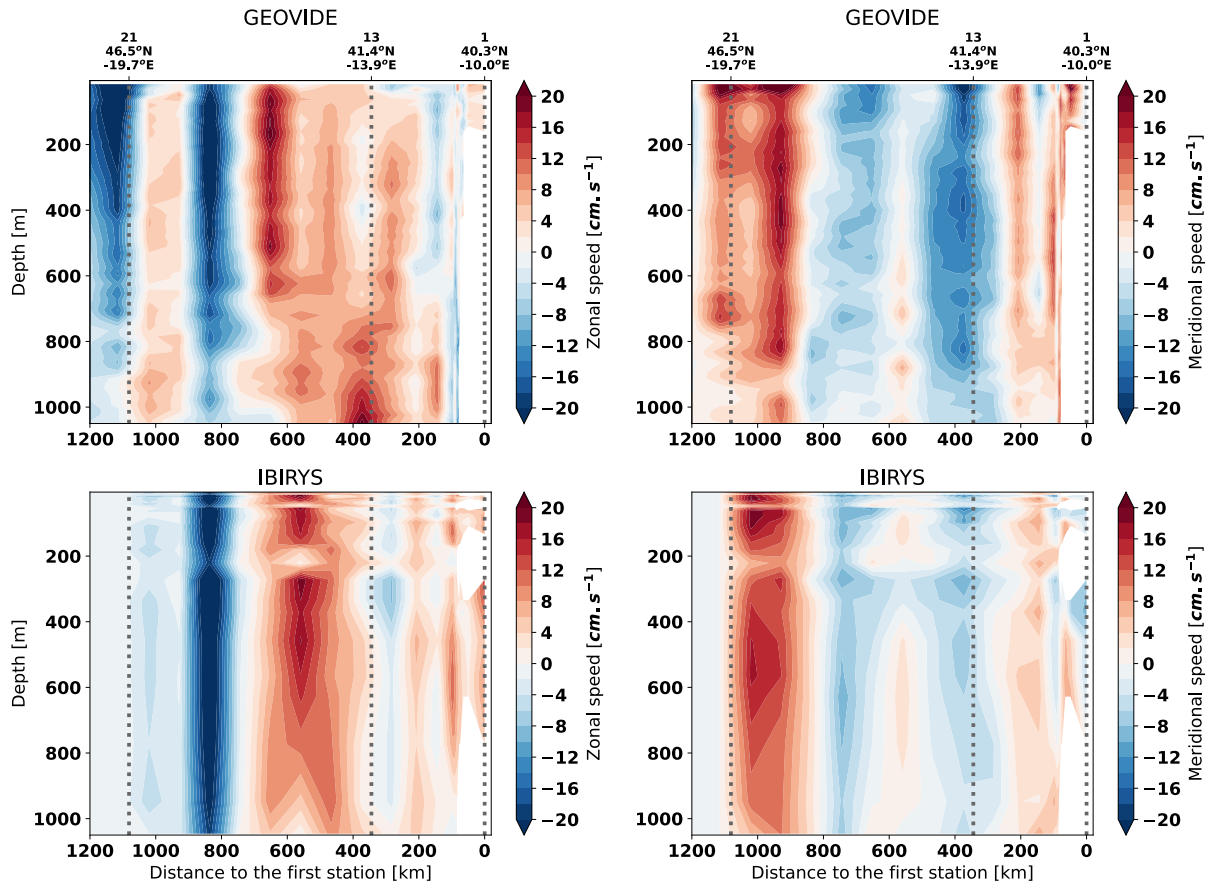 GEOVIDE
21
46.5°N
-19.7°E
13
41.4°N
-13.9°E
1
40.3°N
-10.0°E
Depth [m]
200
400
600
800
1000
1200 1000 800 600 400 200 0
20
16
12
8
4
0
−4
−8
−12
−16
−20
Zonal speed [cm.s⁻¹]
GEOVIDE
21
46.5°N
-19.7°E
13
41.4°N
-13.9°E
1
40.3°N
-10.0°E
200
400
600
800
1000
1200 1000 800 600 400 200 0
20
16
12
8
4
0
−4
−8
−12
−16
−20
Meridional speed [cm.s⁻¹]
IBIRYS
Depth [m]
200
400
600
800
1000
1200 1000 800 600 400 200 0
Distance to the first station [km]
20
16
12
8
4
0
−4
−8
−12
−16
−20
Zonal speed [cm.s⁻¹]
IBIRYS
200
400
600
800
1000
1200 1000 800 600 400 200 0
Distance to the first station [km]
20
16
12
8
4
0
−4
−8
−12
−16
−20
Meridional speed [cm.s⁻¹]